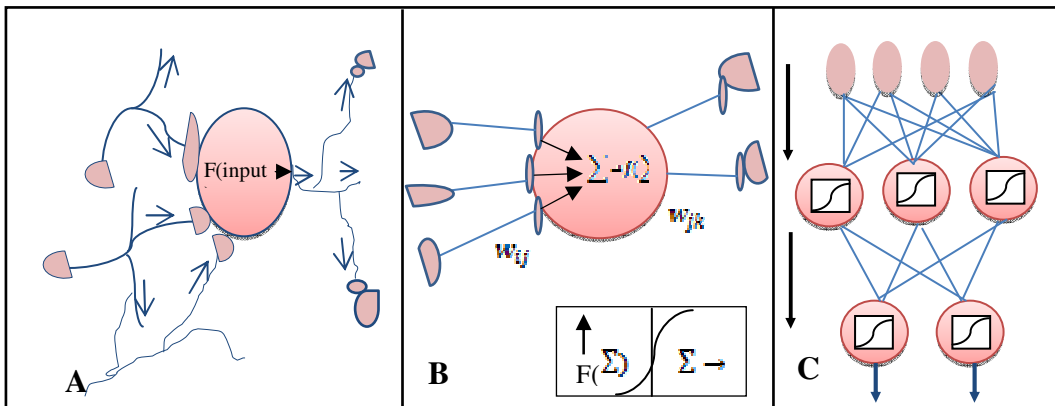 F(input
A
Σ
w_ij
w_jk
B
F( Σ) Σ →
C